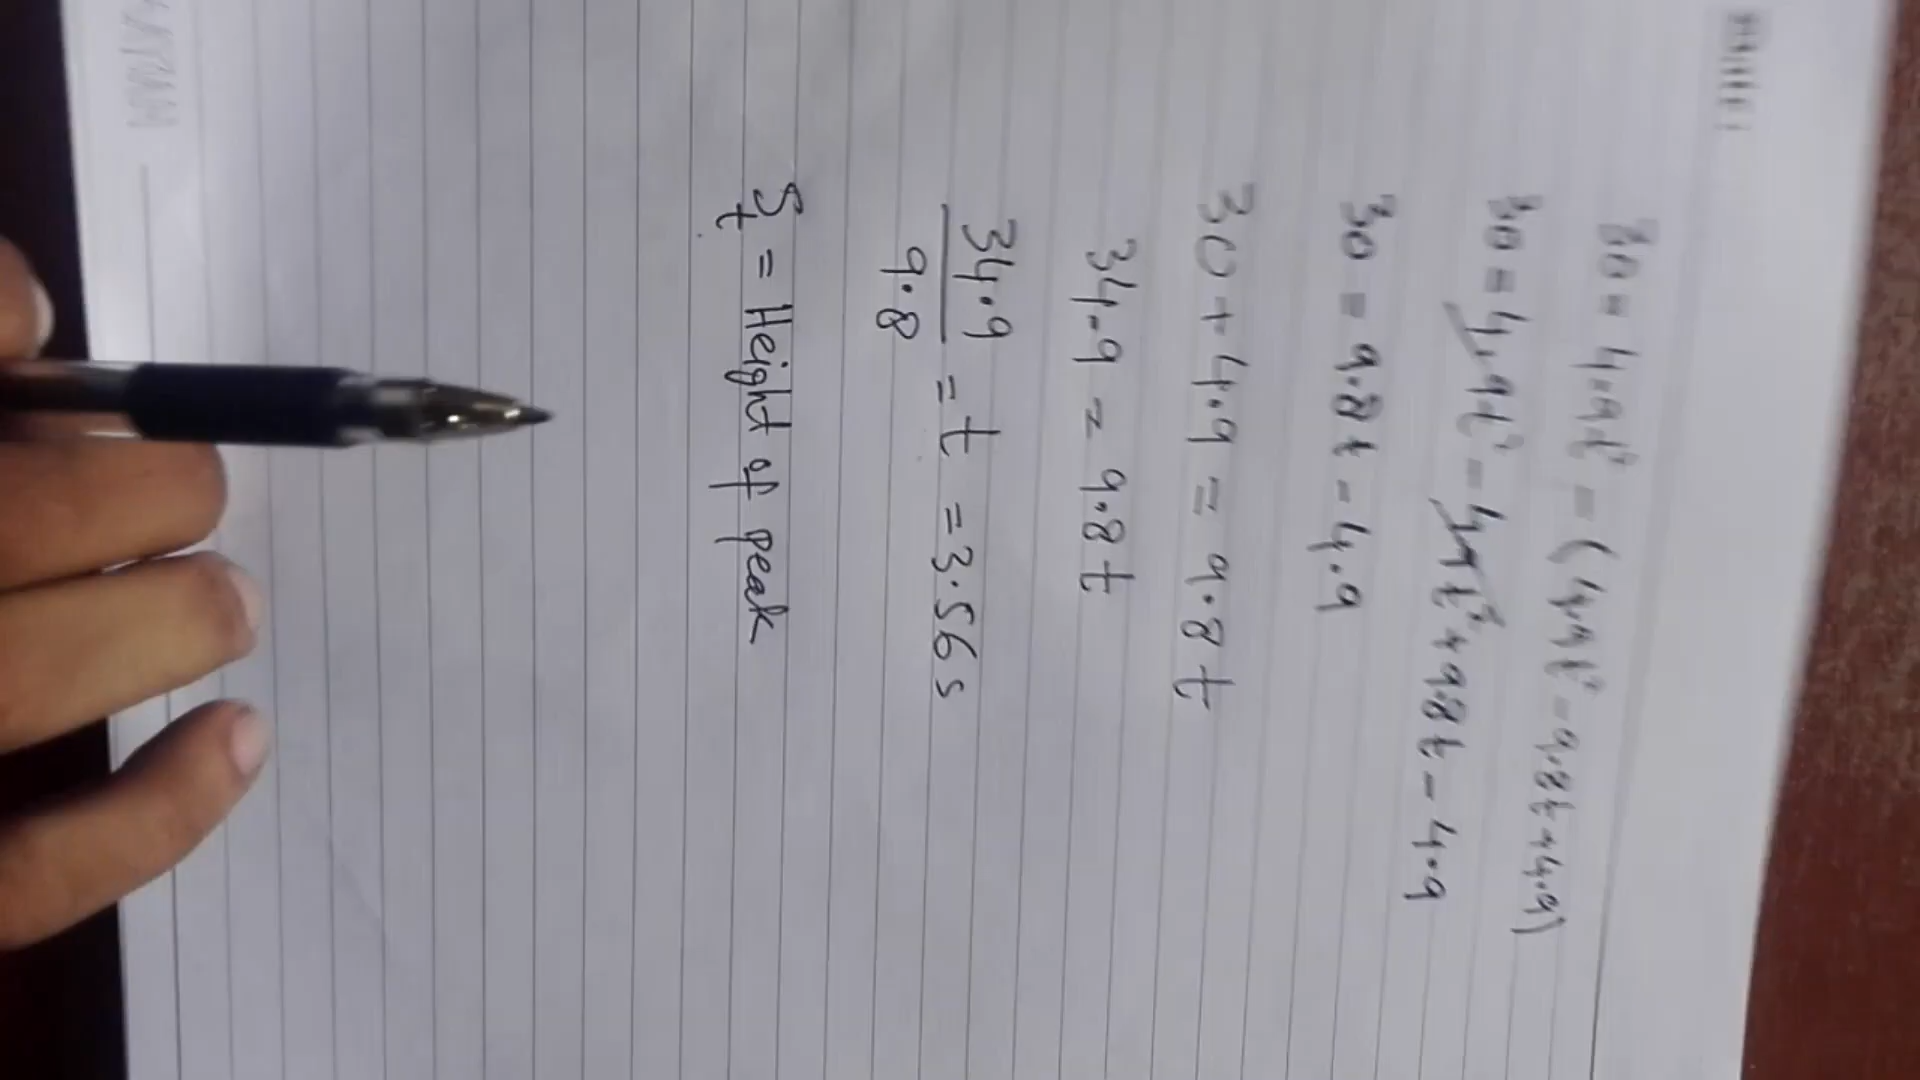 30 = 4.9t² - (4.9t² - 9.8t + 4.9)
30 = 4.9t² - 4.9t² + 9.8t - 4.9
30 = 9.8t - 4.9
30 + 4.9 = 9.8t
34.9 = 9.8t
34.9/9.8 = t = 3.56s
St = Height of peak